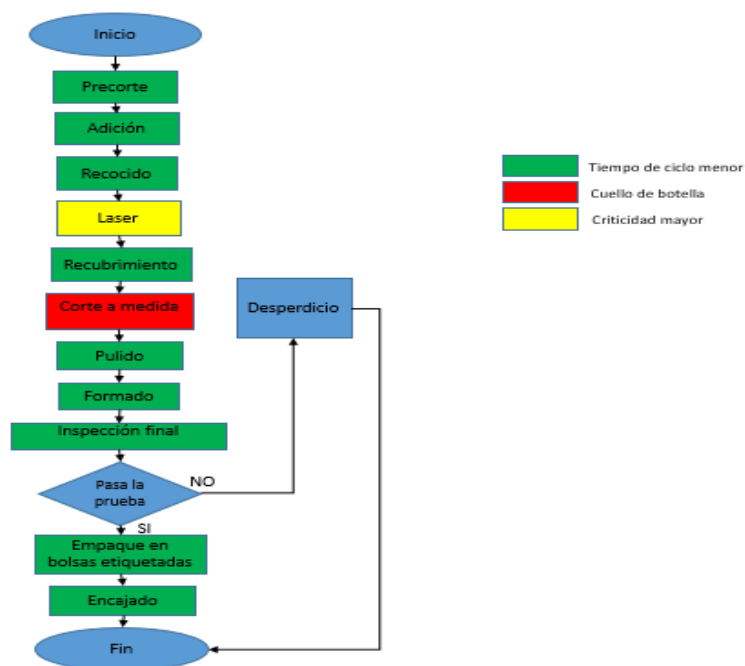 Inicio
Precorte
Adición
Recocido
Laser
Recubrimiento
Corte a medida
Pulido
Formado
Inspección final
Pasa la
prueba
NO
SI
Empaque en
bolsas etiquetadas
Encajado
Fin
Desperdicio
Tiempo de ciclo menor
Cuello de botella
Criticidad mayor